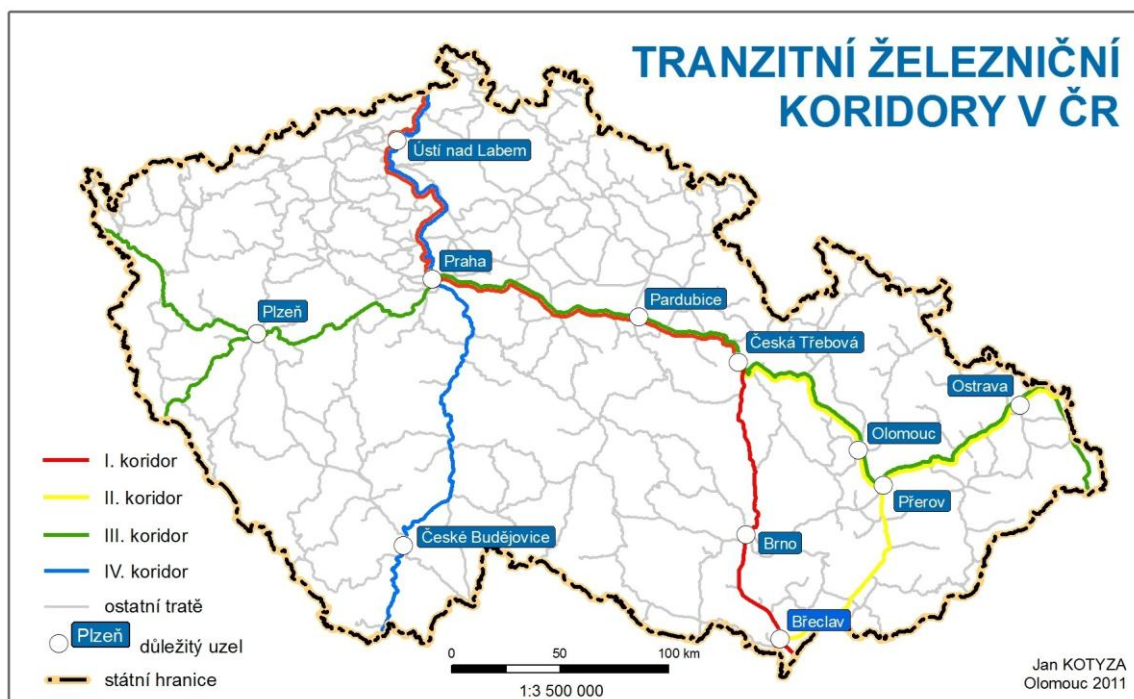 TRANZITNÍ ŽELEZNIČNÍ
KORIDORY V ČR
Ústí nad Labem
Praha
Pardubice
Plzeň
Česká Třebová
Ostrava
Olomouc
Přerov
České Budějovice
Brno
Břeclav
I. koridor
II. koridor
III. koridor
IV. koridor
ostatní tratě
Plzeň důležitý uzel
státní hranice
0 50 100 km
1:3 500 000
Jan KOTYZA
Olomouc 2011